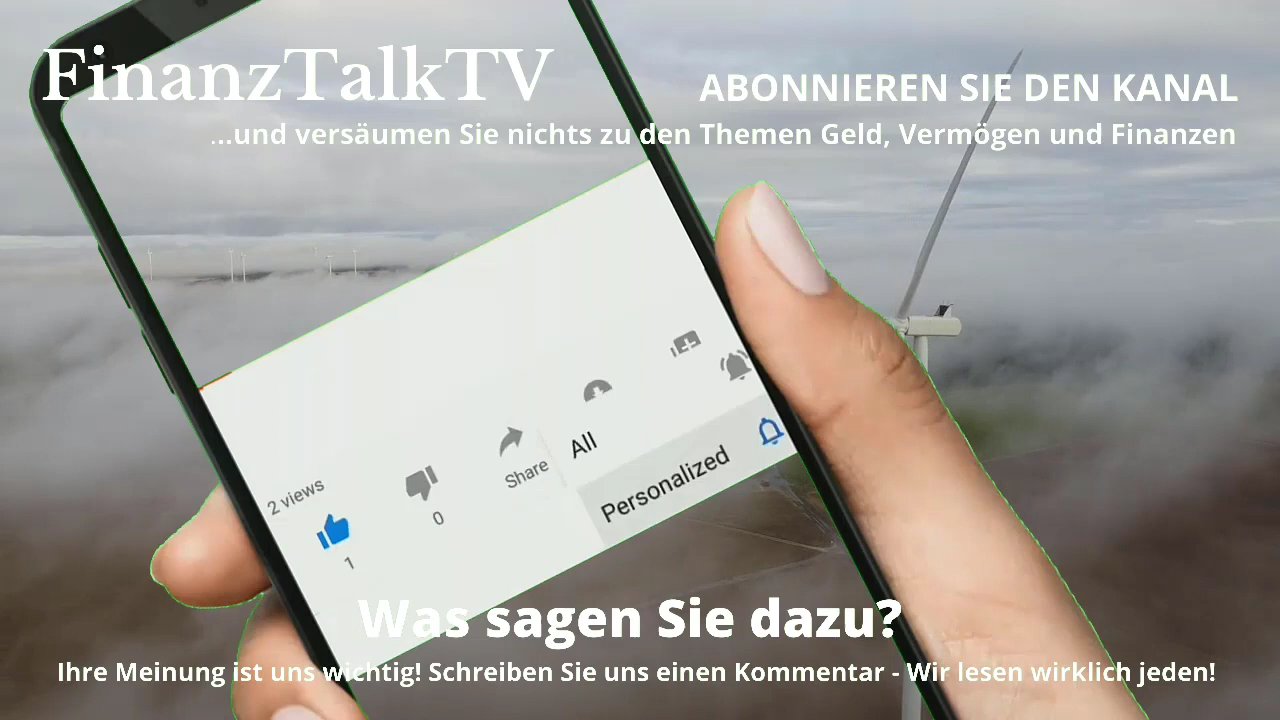 FinanzTalkTV
ABONNIEREN SIE DEN KANAL
...und versäumen Sie nichts zu den Themen Geld, Vermögen und Finanzen
2 views
1
0
Share
All
Personalized
Was sagen Sie dazu?
Ihre Meinung ist uns wichtig! Schreiben Sie uns einen Kommentar - Wir lesen wirklich jeden!